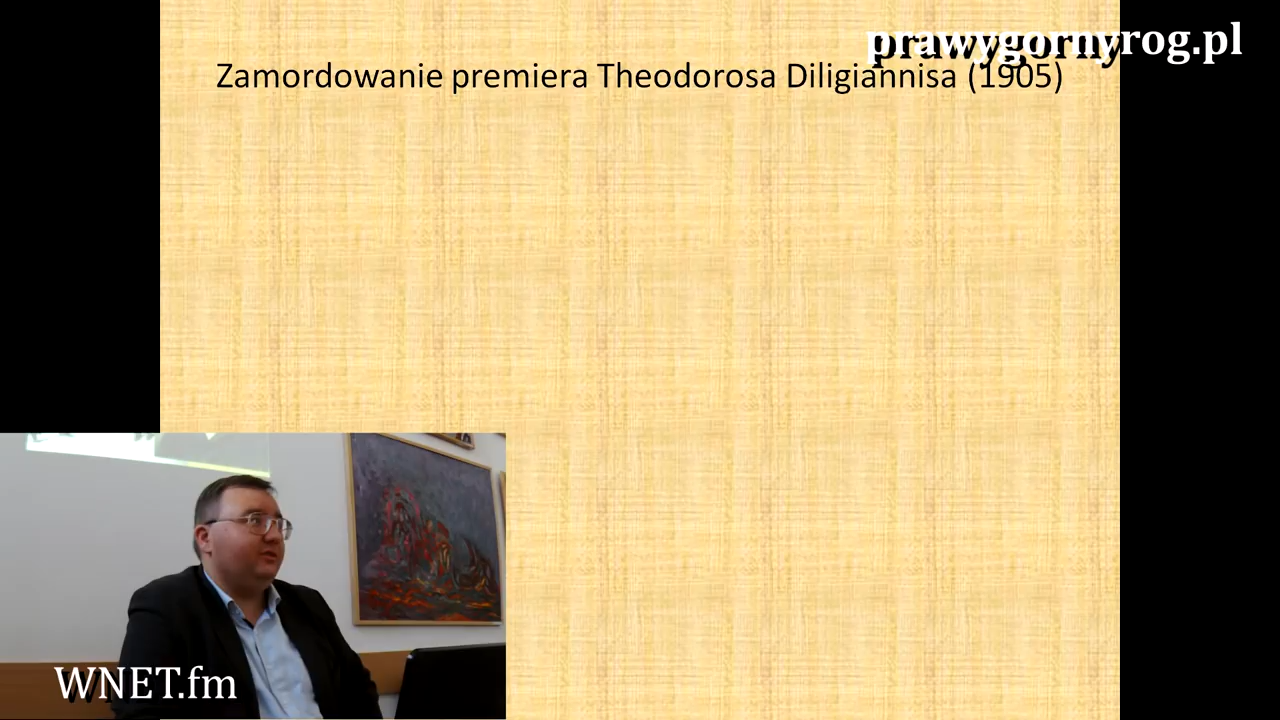 prawygornyrog.pl
Zamordowanie premiera Theodorosa Diligiannisa (1905)
WNET.fm